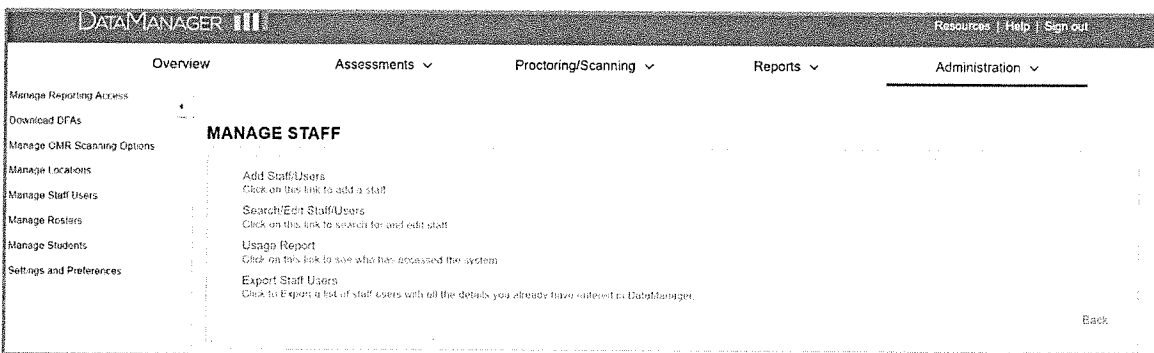 DATAMANAGER
Resources | Help | Sign out
Overview
Assessments
Proctoring/Scanning
Reports
Administration
Manage Reporting Access
Download DFAs
Manage OMR Scanning Options
Manage Locations
Manage Staff Users
Manage Rosters
Manage Students
Settings and Preferences
MANAGE STAFF
Add Staff/Users
Click on this link to add a staff
Search/Edit Staff/Users
Click on this link to search for and edit staff
Usage Report
Click on this link to see who has accessed the system
Export Staff Users
Click to Export a list of staff users with all the details you already have entered in DataManager.
Back